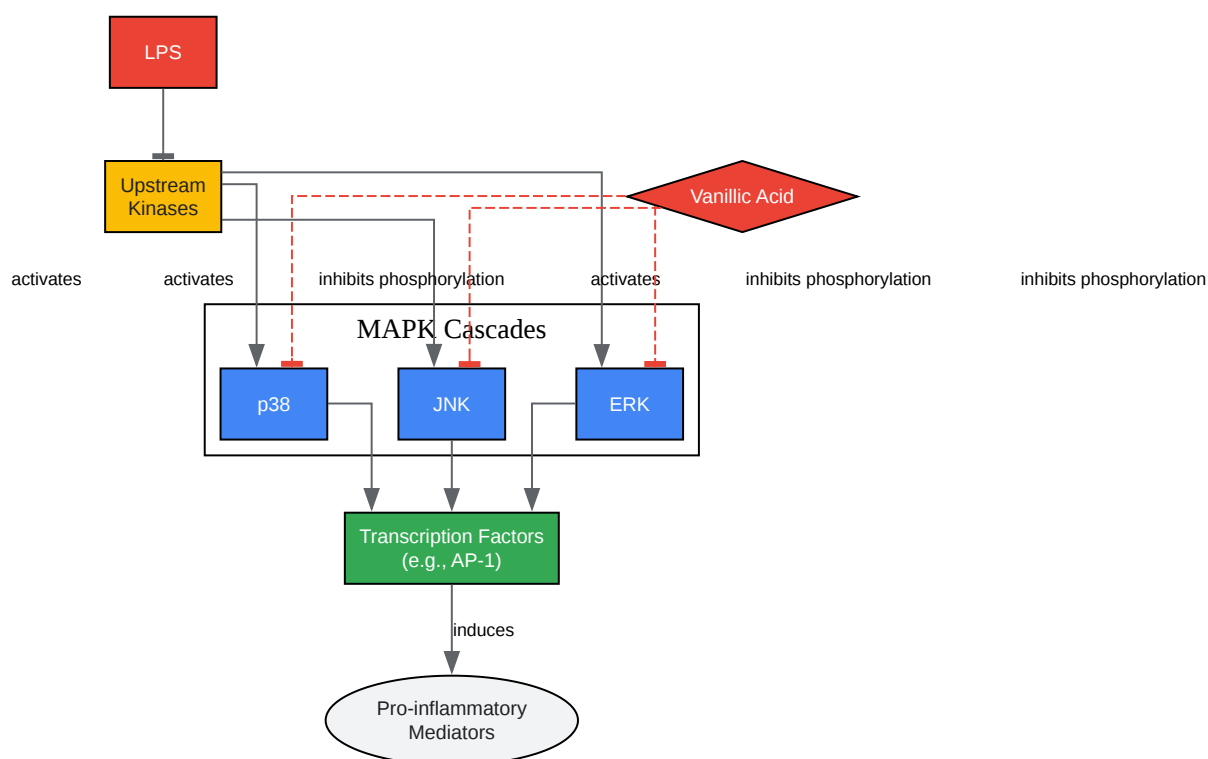 LPS
Upstream
Kinases
Vanillic Acid
activates
activates
inhibits phosphorylation
activates
inhibits phosphorylation
inhibits phosphorylation
MAPK Cascades
p38
JNK
ERK
Transcription Factors
(e.g., AP-1)
induces
Pro-inflammatory
Mediators